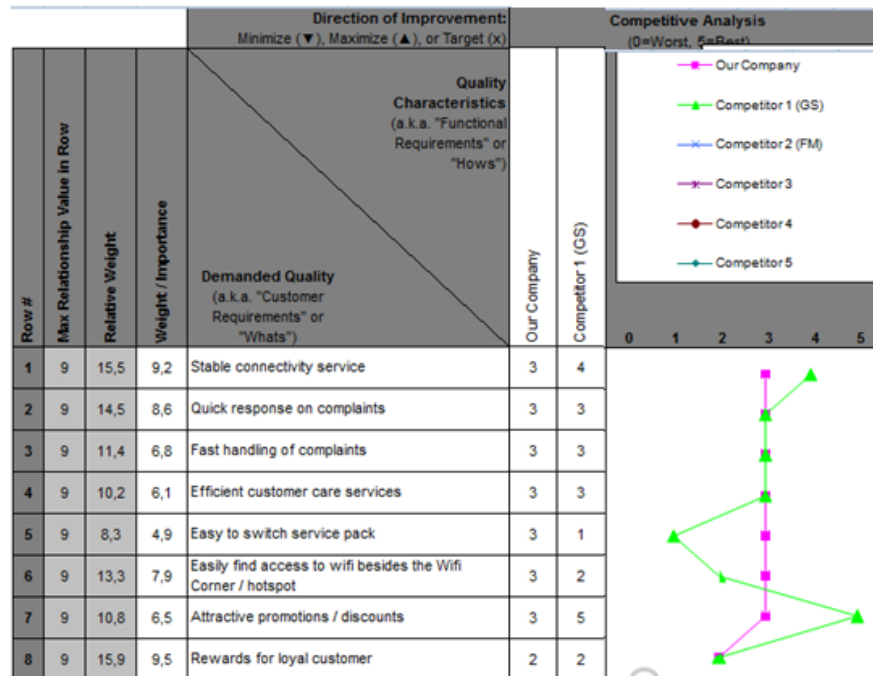 Direction of Improvement:
Minimize (▼), Maximize (▲), or Target (x)
Competitive Analysis
(0=Worst, 5=Best)
Our Company
Competitor 1 (GS)
Competitor 2 (FM)
Competitor 3
Competitor 4
Competitor 5
Quality
Characteristics
(a.k.a. "Functional
Requirements" or
"Hows")
Demanded Quality
(a.k.a. "Customer
Requirements" or
"Whats")
Row #
Max Relationship Value in Row
Relative Weight
Weight / Importance
Our Company
Competitor 1 (GS)
0 1 2 3 4 5
1 9 15,5 9,2 Stable connectivity service 3 4
2 9 14,5 8,6 Quick response on complaints 3 3
3 9 11,4 6,8 Fast handling of complaints 3 3
4 9 10,2 6,1 Efficient customer care services 3 3
5 9 8,3 4,9 Easy to switch service pack 3 1
6 9 13,3 7,9 Easily find access to wifi besides the Wifi
Corner / hotspot 3 2
7 9 10,8 6,5 Attractive promotions / discounts 3 5
8 9 15,9 9,5 Rewards for loyal customer 2 2